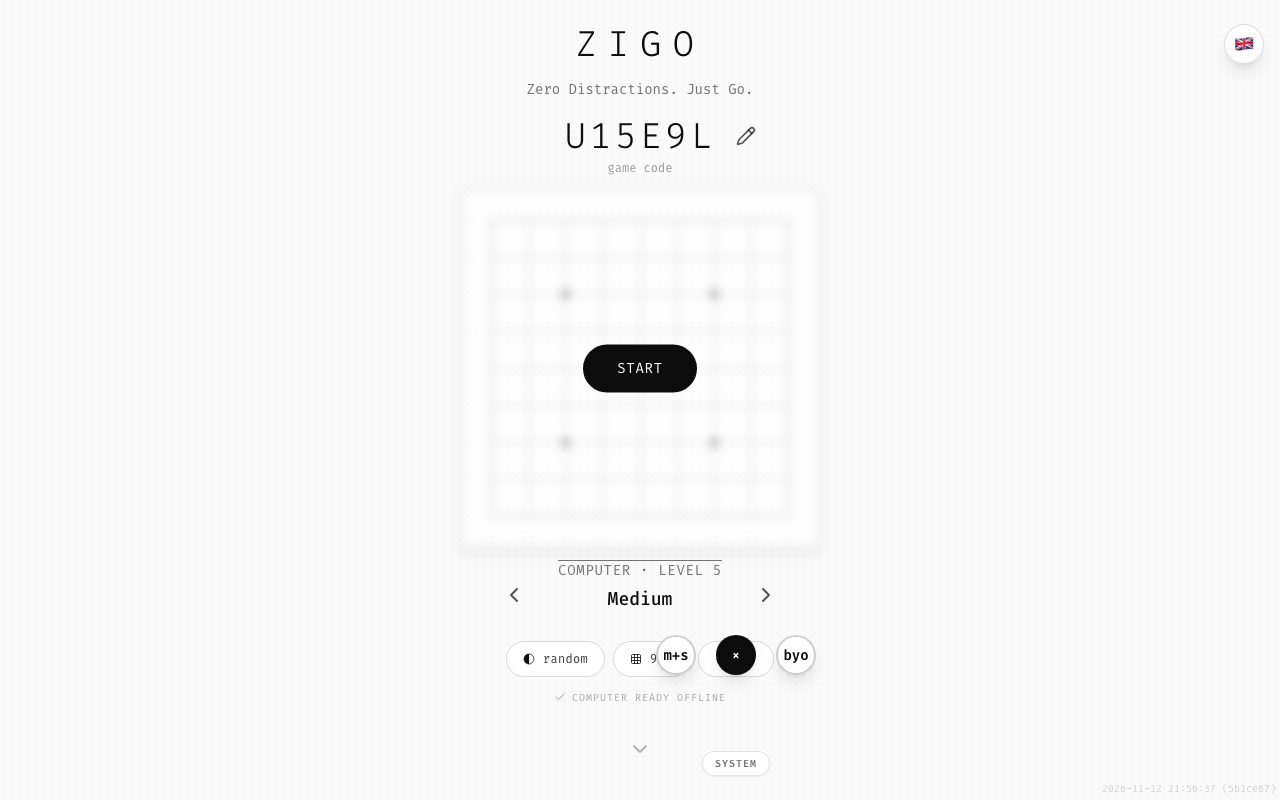 ZIGO
Zero Distractions. Just Go.
U15E9L
game code
START
COMPUTER · LEVEL 5
Medium
random
9
m+s
×
byo
COMPUTER READY OFFLINE
SYSTEM
2026-11-12 21:56:37 (5b1ce87)